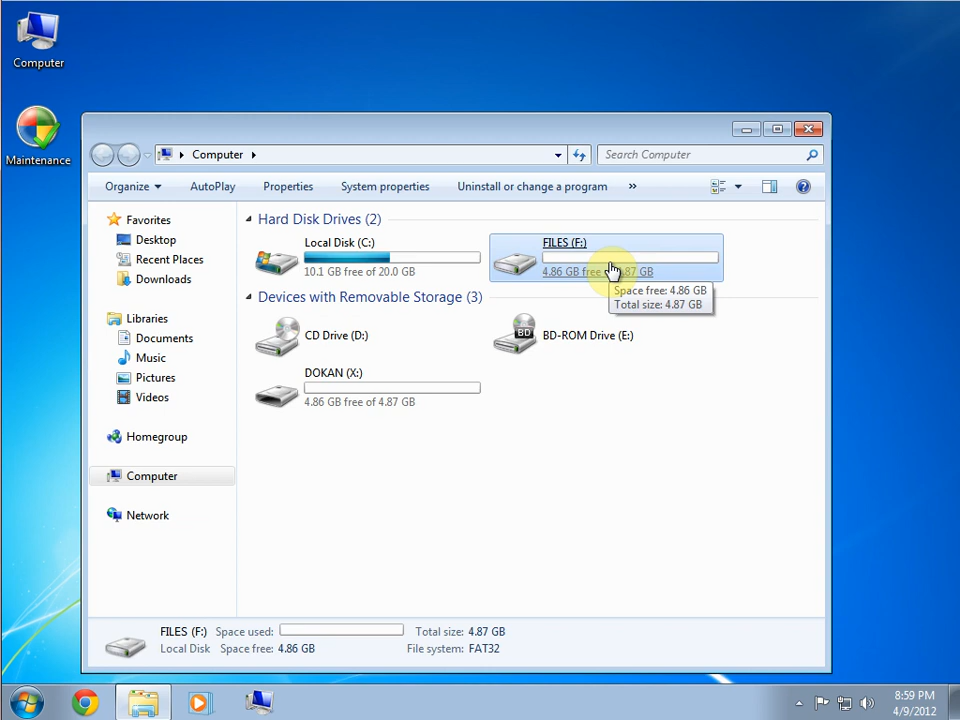 Computer
Maintenance
Computer
Search Computer
Organize
AutoPlay
Properties
System properties
Uninstall or change a program
»
Favorites
Desktop
Recent Places
Downloads
Libraries
Documents
Music
Pictures
Videos
Homegroup
Computer
Network
Hard Disk Drives (2)
Local Disk (C:)
10.1 GB free of 20.0 GB
FILES (F:)
4.86 GB free 87 GB
Space free: 4.86 GB
Total size: 4.87 GB
Devices with Removable Storage (3)
CD Drive (D:)
BD
BD-ROM Drive (E:)
DOKAN (X:)
4.86 GB free of 4.87 GB
FILES (F:) Space used: Total size: 4.87 GB
Local Disk Space free: 4.86 GB File system: FAT32
8:59 PM
4/9/2012